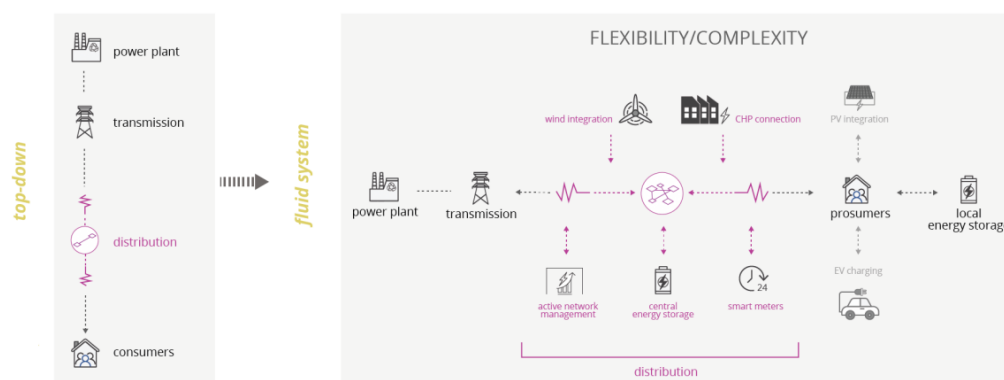 top-down
power plant
transmission
distribution
consumers
fluid system
FLEXIBILITY/COMPLEXITY
wind integration
CHP connection
PV integration
power plant
transmission
prosumers
local
energy storag
EV charging
active network
management
central
energy storage
24
smart meters
distribution